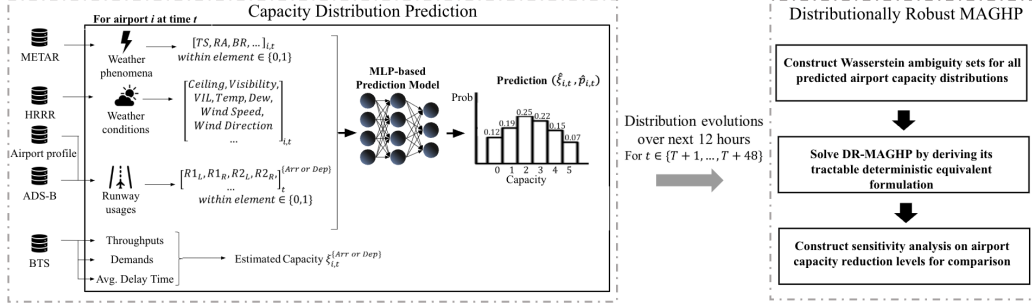 Capacity Distribution Prediction
For airport i at time t
METAR
HRRR
Airport profile
ADS-B
BTS
Weather
phenomena
Weather
conditions
Runway
usages
[TS, RA, BR, … ]i,t
within element ∈ {0,1}
Ceiling, Visibility,
VIL, Temp, Dew,
Wind Speed,
Wind Direction
…
i,t
[R1L, R1R, R2L, R2R,]t{Arr or Dep}
…
within element ∈ {0,1}
Throughputs
Demands
Avg. Delay Time
Estimated Capacity ξi,t{Arr or Dep}
MLP-based
Prediction Model
Prediction (ξ̂i,t , p̂i,t)
Prob
0.12
0.19
0.25
0.22
0.15
0.07
0 1 2 3 4 5
Capacity
Distribution evolutions
over next 12 hours
For t ∈ {T + 1, … , T + 48}
Distributionally Robust MAGHP
Construct Wasserstein ambiguity sets for all
predicted airport capacity distributions
Solve DR-MAGHP by deriving its
tractable deterministic equivalent
formulation
Construct sensitivity analysis on airport
capacity reduction levels for comparison